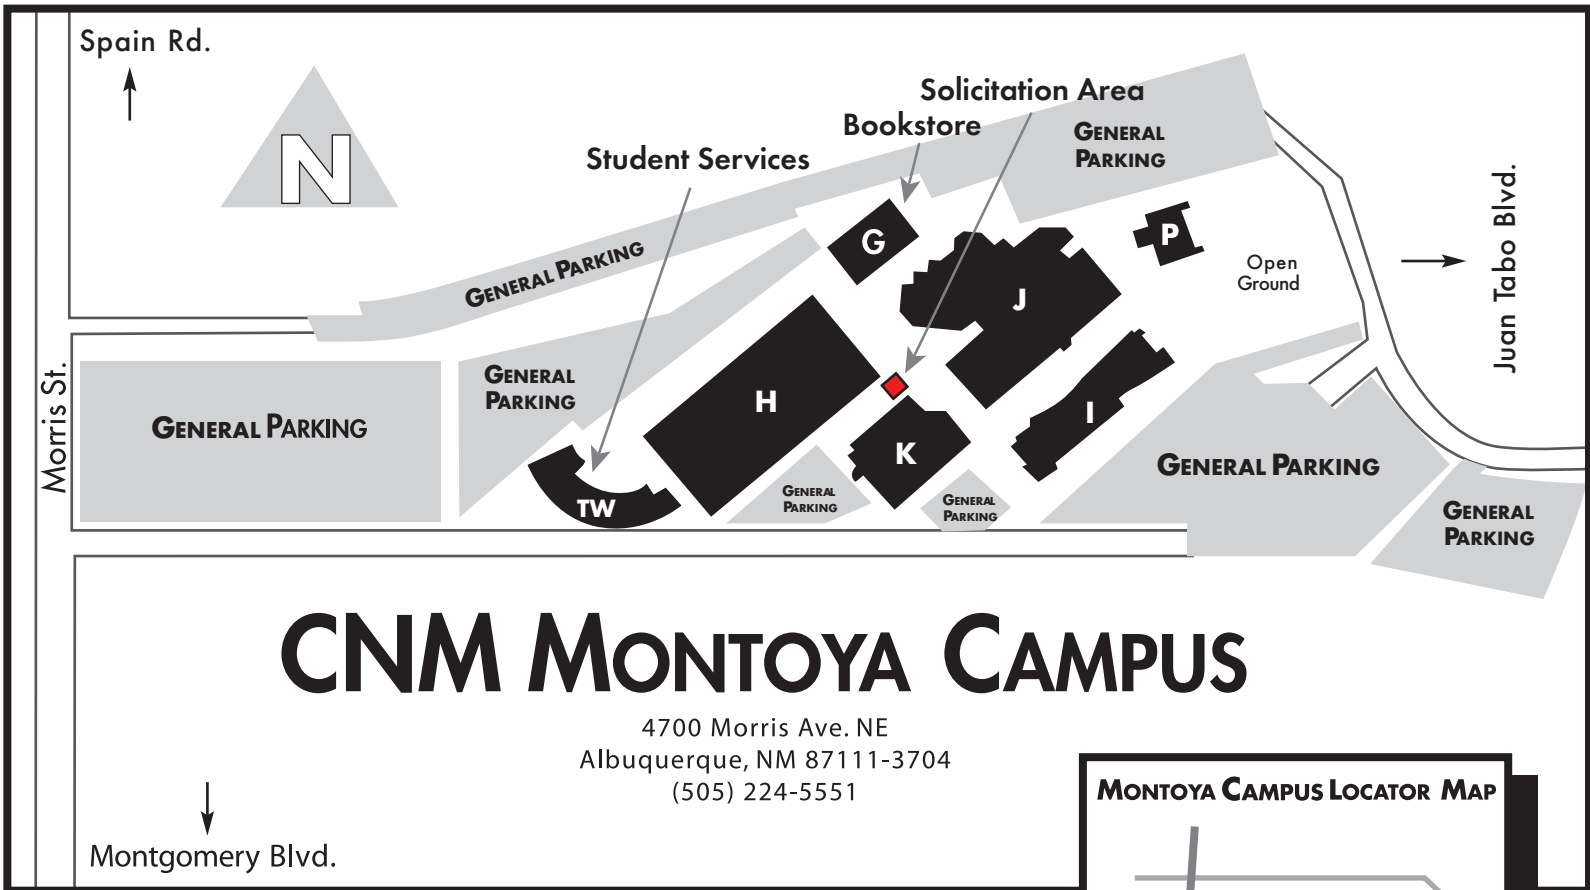 Spain Rd.
N
Solicitation Area
Bookstore
Student Services
GENERAL
PARKING
G
P
Open
Ground
Juan Tabo Blvd.
GENERAL PARKING
J
Morris St.
GENERAL
PARKING
H
GENERAL PARKING
I
K
GENERAL PARKING
GENERAL
PARKING
GENERAL
PARKING
TW
GENERAL
PARKING
CNM MONTOYA CAMPUS
4700 Morris Ave. NE
Albuquerque, NM 87111-3704
(505) 224-5551
MONTOYA CAMPUS LOCATOR MAP
Montgomery Blvd.